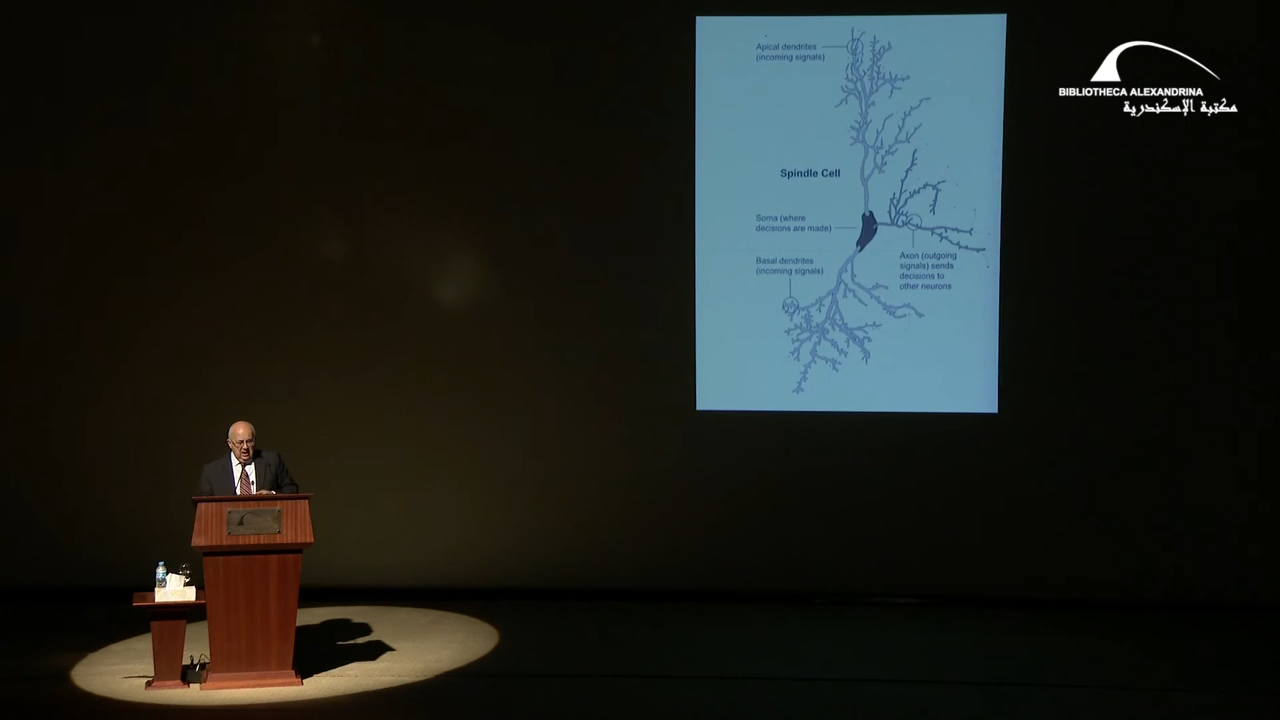 Apical dendrites
(incoming signals)
BIBLIOTHECA ALEXANDRINA
مكتبة الإسكندرية
Spindle Cell
Soma (where
decisions are made)
Axon (outgoing
signals) sends
decisions to
other neurons
Basal dendrites
(incoming signals)